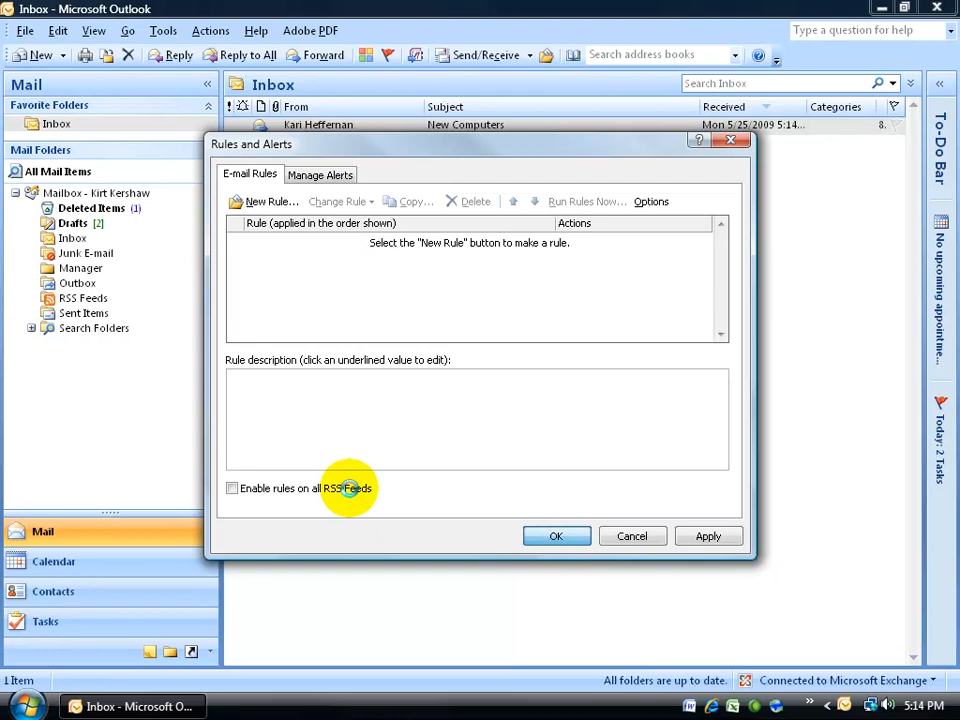 Inbox - Microsoft Outlook
File Edit View Go Tools Actions Help Adobe PDF
Type a question for help
New Reply Reply to All Forward Send/Receive Search address books
Mail
Inbox
Search Inbox
Favorite Folders
From Subject Received Categories
Inbox
Kari Heffernan New Computers Mon 5/25/2009 5:14... 8.
Mail Folders
All Mail Items
Mailbox - Kirt Kershaw
Deleted Items (1)
Drafts [2]
Inbox
Junk E-mail
Manager
Outbox
RSS Feeds
Sent Items
Search Folders
Rules and Alerts
E-mail Rules Manage Alerts
New Rule... Change Rule Copy... Delete Run Rules Now... Options
Rule (applied in the order shown) Actions
Select the "New Rule" button to make a rule.
Rule description (click an underlined value to edit):
Enable rules on all RSS Feeds
OK Cancel Apply
To-Do Bar
No upcoming appointme...
Today: 2 Tasks
Mail
Calendar
Contacts
Tasks
1 Item
All folders are up to date. Connected to Microsoft Exchange
Inbox - Microsoft O...
5:14 PM